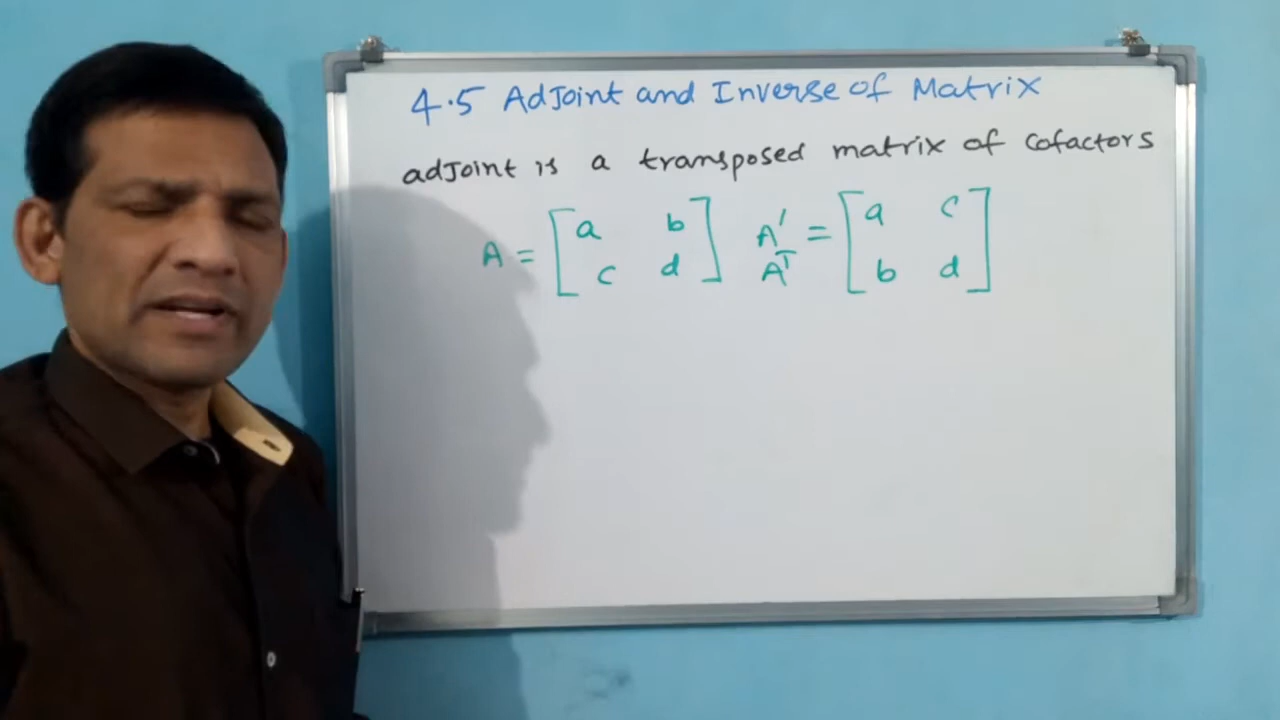 4.5 AdJoint and Inverse of Matrix
adJoint is a transposed matrix of cofactors
A = [ a b A' = [ a c ]
c d ] A^T b d